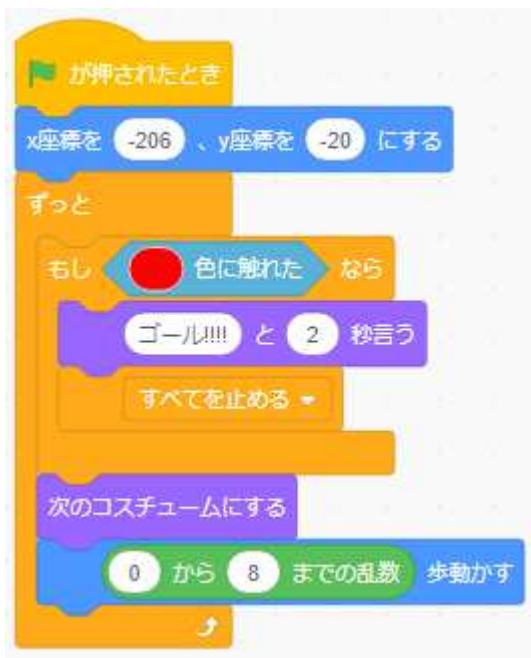 が押されたとき
x座標を -206 、y座標を -20 にする
ずっと
もし 色に触れた なら
ゴール!!!! と 2 秒言う
すべてを止める
次のコスチュームにする
0 から 8 までの乱数 歩動かす